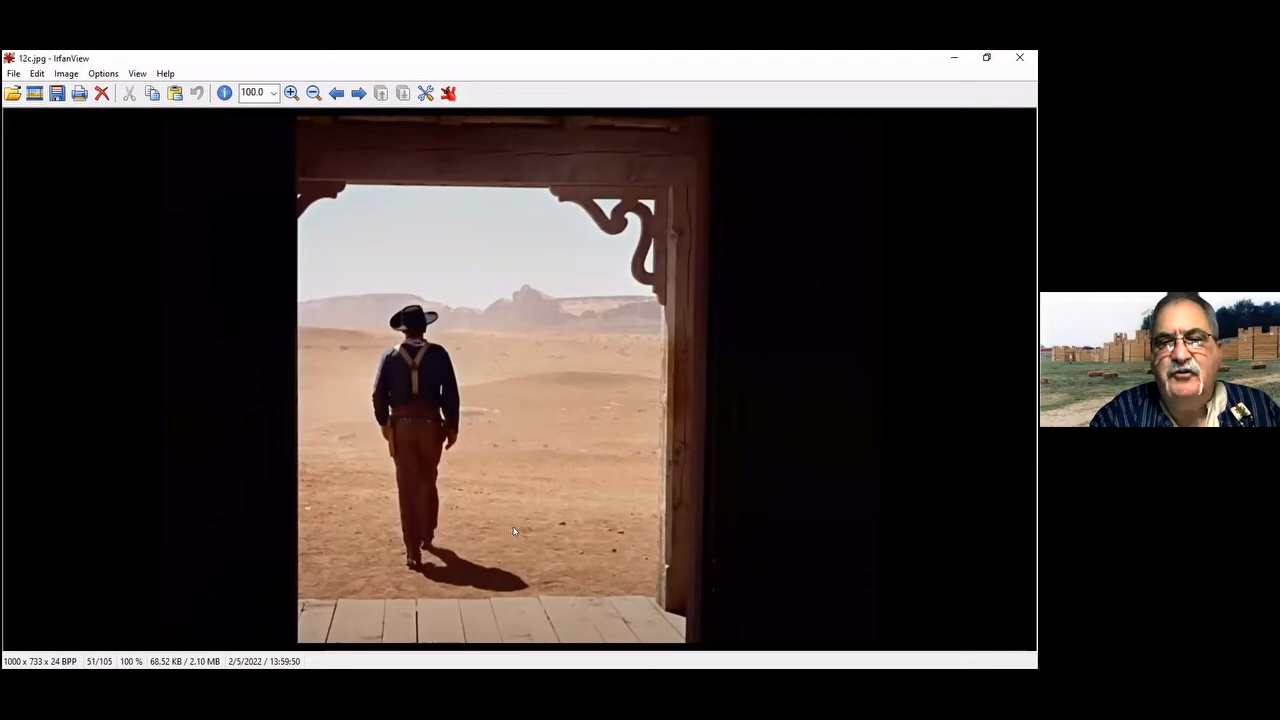 12c.jpg - IrfanView
File Edit Image Options View Help
100.0
1000 x 733 x 24 BPP 51/105 100 % 68.52 KB / 2.10 MB 2/5/2022 / 13:59:50